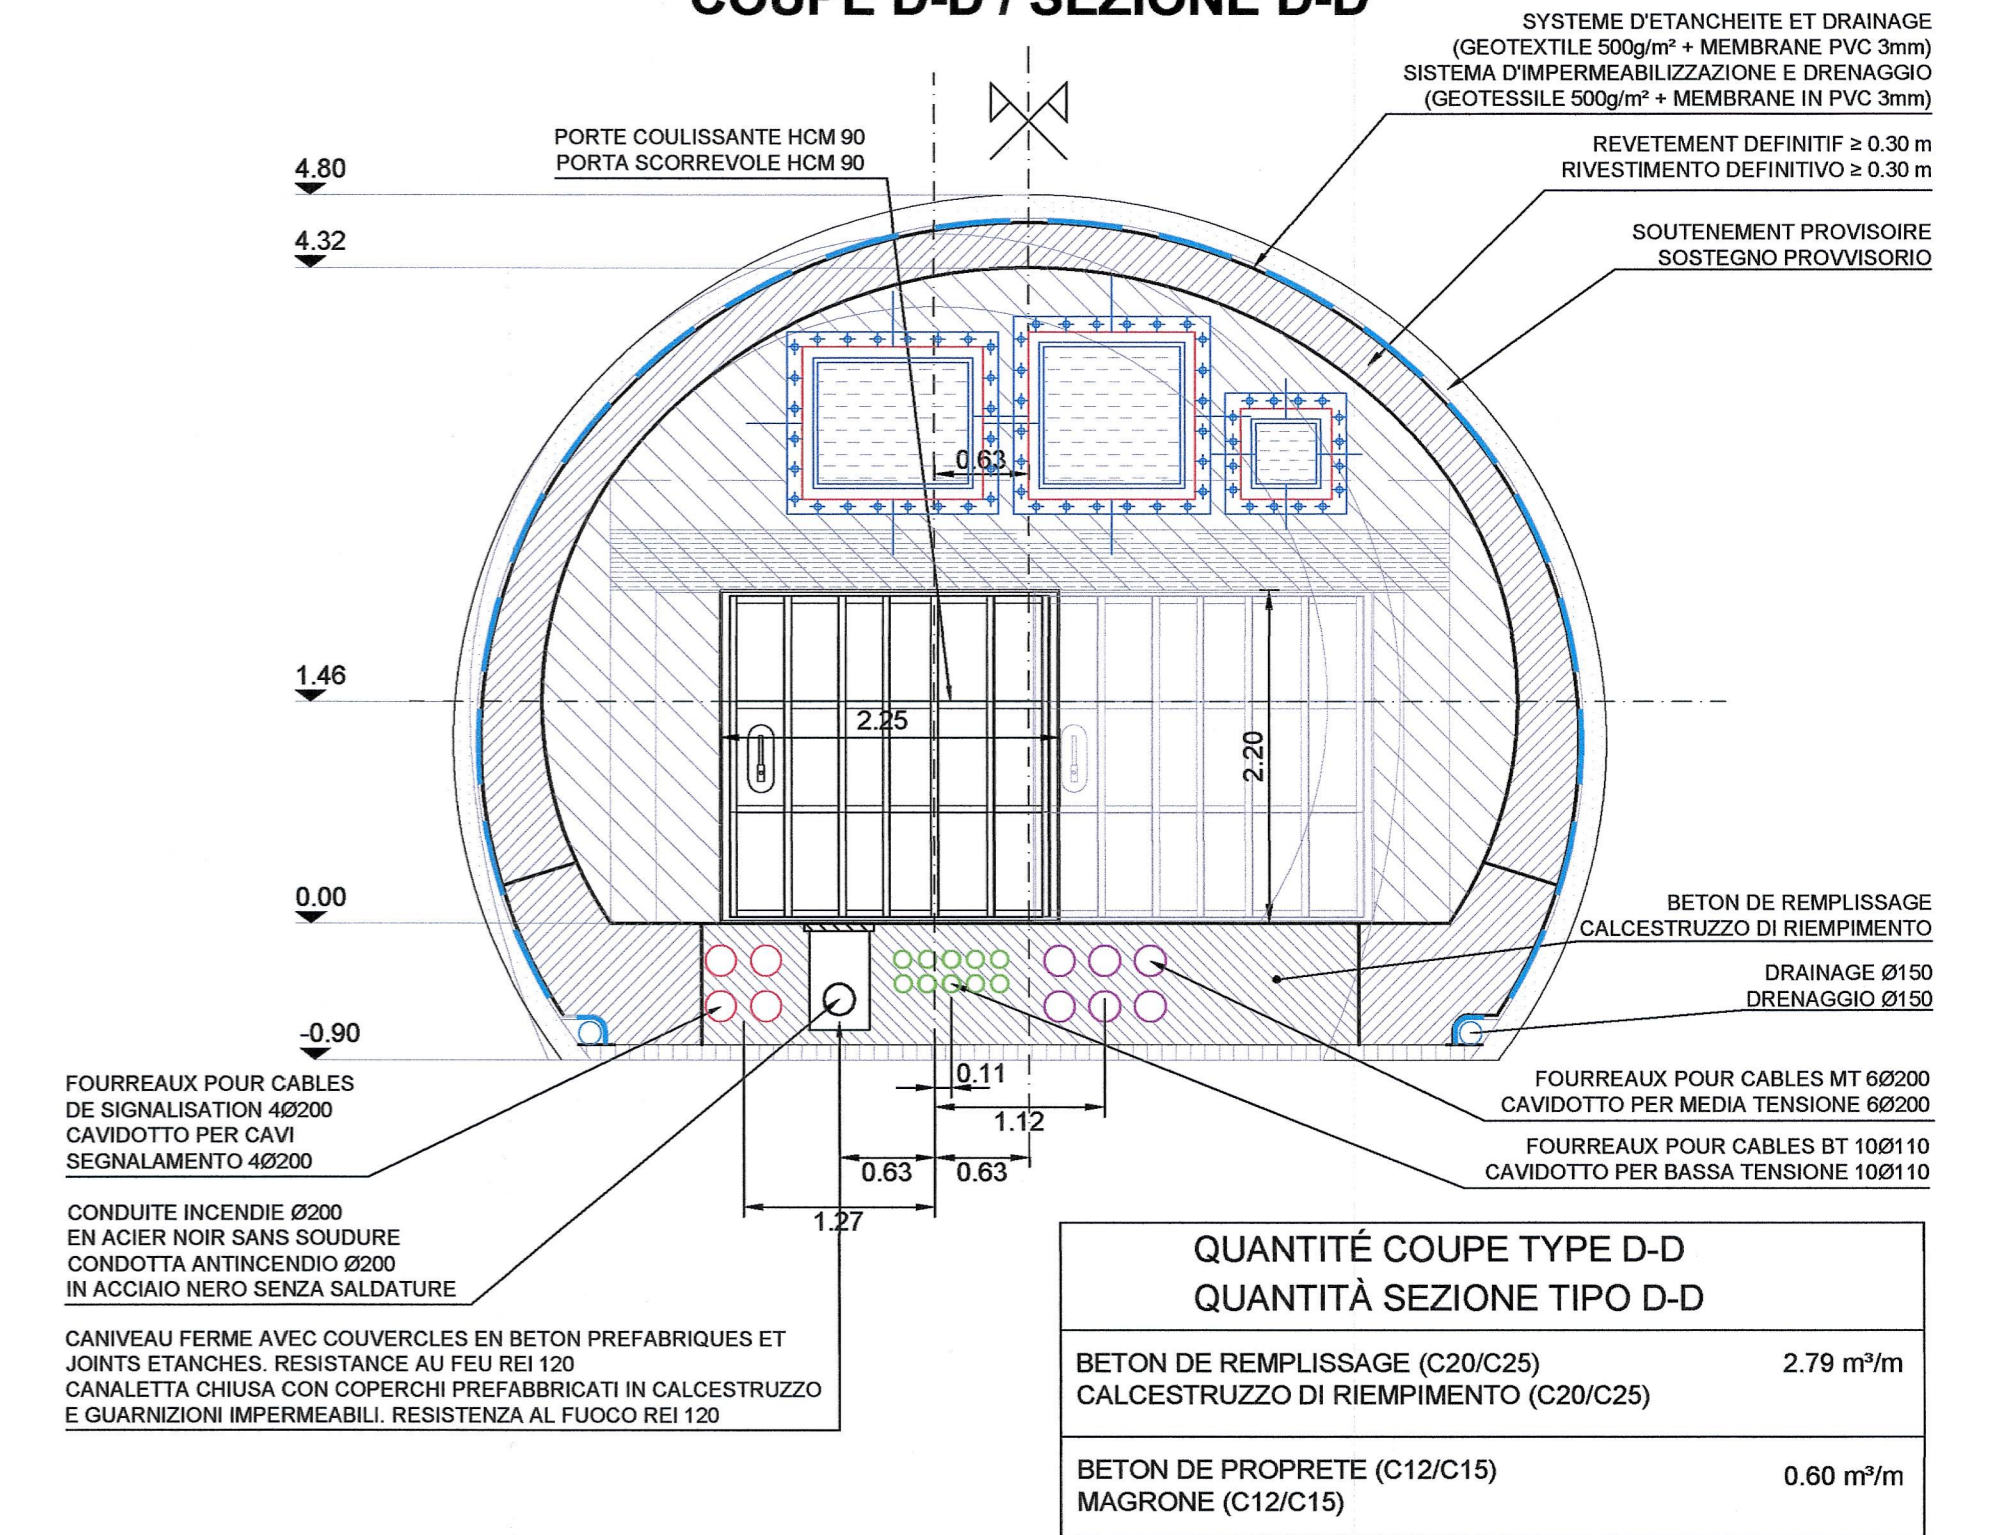 COUPE D-D / SEZIONE D-D
SYSTEME D'ETANCHEITE ET DRAINAGE
(GEOTEXTILE 500g/m² + MEMBRANE PVC 3mm)
SISTEMA D'IMPERMEABILIZZAZIONE E DRENAGGIO
(GEOTESSILE 500g/m² + MEMBRANE IN PVC 3mm)
PORTE COULISSANTE HCM 90
PORTA SCORREVOLE HCM 90
REVETEMENT DEFINITIF ≥ 0.30 m
RIVESTIMENTO DEFINITIVO ≥ 0.30 m
4.80
SOUTENEMENT PROVISOIRE
SOSTEGNO PROVVISORIO
4.32
0.63
1.46
2.25
2.20
0.00
BETON DE REMPLISSAGE
CALCESTRUZZO DI RIEMPIMENTO
DRAINAGE Ø150
DRENAGGIO Ø150
-0.90
0.11
1.12
0.63
0.63
1.27
FOURREAUX POUR CABLES
DE SIGNALISATION 4Ø200
CAVIDOTTO PER CAVI
SEGNALAMENTO 4Ø200
FOURREAUX POUR CABLES MT 6Ø200
CAVIDOTTO PER MEDIA TENSIONE 6Ø200
FOURREAUX POUR CABLES BT 10Ø110
CAVIDOTTO PER BASSA TENSIONE 10Ø110
CONDUITE INCENDIE Ø200
EN ACIER NOIR SANS SOUDURE
CONDOTTA ANTINCENDIO Ø200
IN ACCIAIO NERO SENZA SALDATURE
CANIVEAU FERME AVEC COUVERCLES EN BETON PREFABRIQUES ET
JOINTS ETANCHES. RESISTANCE AU FEU REI 120
CANALETTA CHIUSA CON COPERCHI PREFABBRICATI IN CALCESTRUZZO
E GUARNIZIONI IMPERMEABILI. RESISTENZA AL FUOCO REI 120
QUANTITÉ COUPE TYPE D-D
QUANTITÀ SEZIONE TIPO D-D
BETON DE REMPLISSAGE (C20/C25) 2.79 m³/m
CALCESTRUZZO DI RIEMPIMENTO (C20/C25)
BETON DE PROPRETE (C12/C15) 0.60 m³/m
MAGRONE (C12/C15)